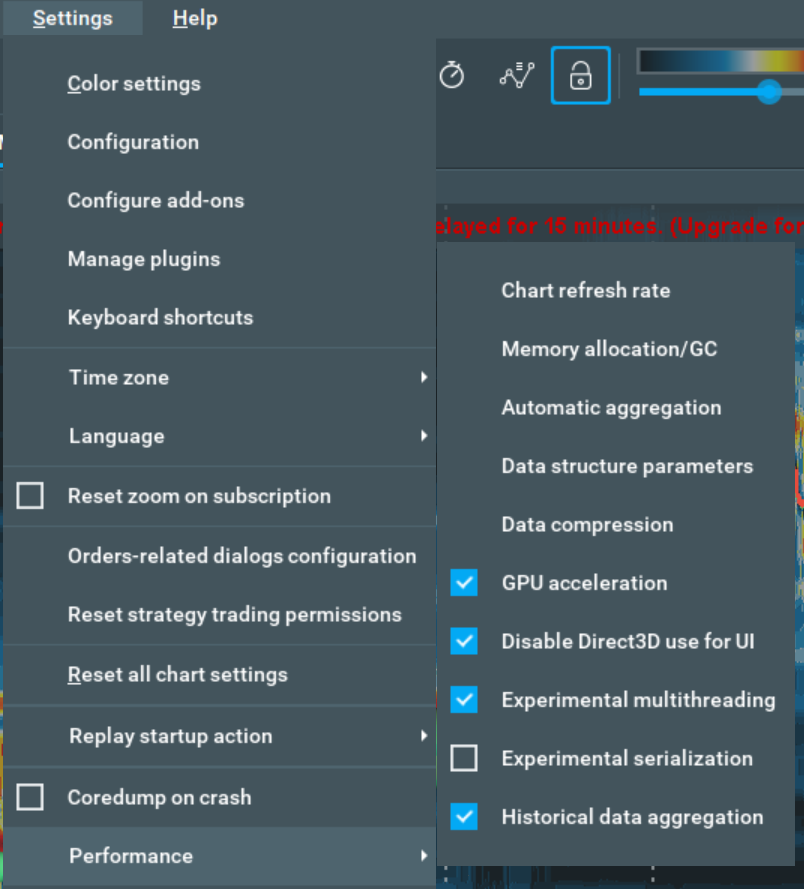 Settings
Help
Color settings
Configuration
Configure add-ons
Manage plugins
Keyboard shortcuts
Time zone
Language
Reset zoom on subscription
Orders-related dialogs configuration
Reset strategy trading permissions
Reset all chart settings
Replay startup action
Coredump on crash
Performance
elayed for 15 minutes. (Upgrade for
Chart refresh rate
Memory allocation/GC
Automatic aggregation
Data structure parameters
Data compression
GPU acceleration
Disable Direct3D use for UI
Experimental multithreading
Experimental serialization
Historical data aggregation